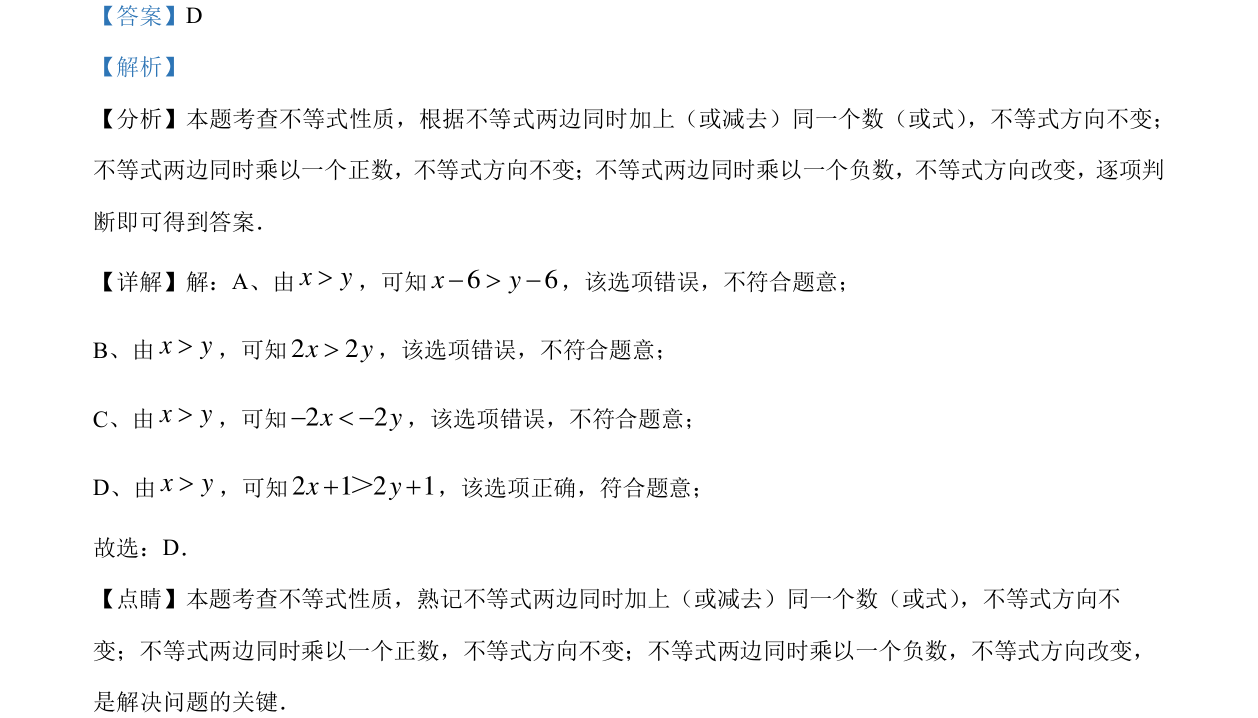 【答案】D
【解析】
【分析】本题考查不等式性质，根据不等式两边同时加上（或减去）同一个数（或式），不等式方向不变；
不等式两边同时乘以一个正数，不等式方向不变；不等式两边同时乘以一个负数，不等式方向改变，逐项判
断即可得到答案．
【详解】解：A、由 x > y ，可知 x − 6 > y − 6，该选项错误，不符合题意；
B、由 x > y ，可知 2x > 2y ，该选项错误，不符合题意；
C、由 x > y ，可知 −2x < −2y ，该选项错误，不符合题意；
D、由 x > y ，可知 2x +1>2y +1，该选项正确，符合题意；
故选：D．
【点睛】本题考查不等式性质，熟记不等式两边同时加上（或减去）同一个数（或式），不等式方向不
变；不等式两边同时乘以一个正数，不等式方向不变；不等式两边同时乘以一个负数，不等式方向改变，
是解决问题的关键．